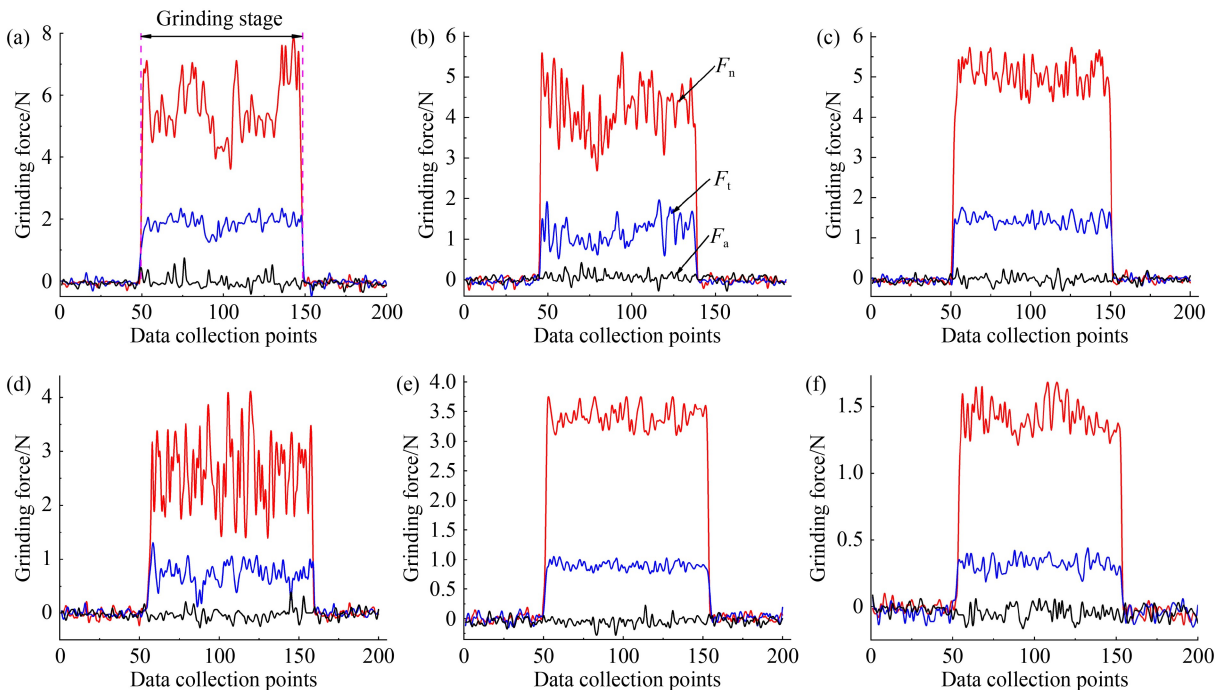 (a)
Grinding stage
Grinding force/N
8
6
4
2
0
0 50 100 150 200
Data collection points
(b)
Grinding force/N
6
5
4
3
2
1
0
F_n
F_t
F_a
0 50 100 150
Data collection points
(c)
Grinding force/N
6
5
4
3
2
1
0
0 50 100 150 200
Data collection points
(d)
Grinding force/N
4
3
2
1
0
0 50 100 150 200
Data collection points
(e)
Grinding force/N
4.0
3.5
3.0
2.5
2.0
1.5
1.0
0.5
0.0
0 50 100 150 200
Data collection points
(f)
Grinding force/N
1.5
1.0
0.5
0
0 50 100 150 200
Data collection points